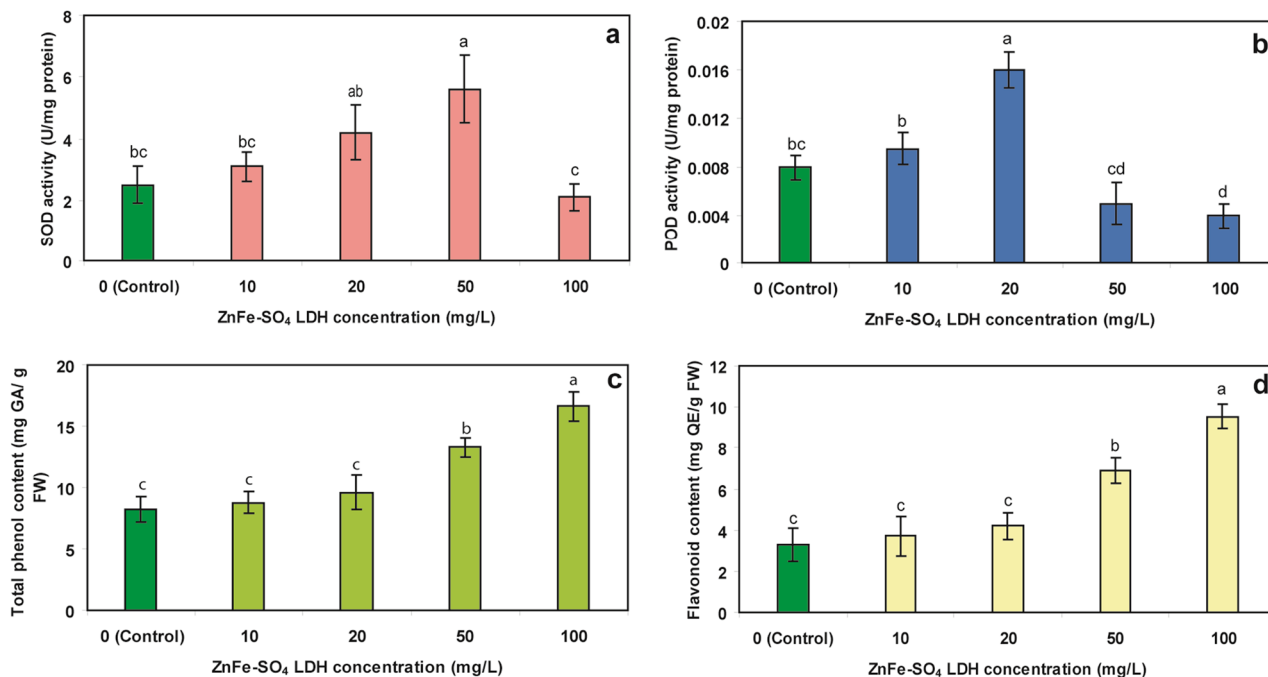 a
SOD activity (U/mg protein)
8
6
4
2
0
bc
bc
ab
a
c
0 (Control) 10 20 50 100
ZnFe-SO₄ LDH concentration (mg/L)
b
POD activity (U/mg protein)
0.02
0.016
0.012
0.008
0.004
0
bc
b
a
cd
d
0 (Control) 10 20 50 100
ZnFe-SO₄ LDH concentration (mg/L)
c
Total phenol content (mg GA/ g
FW)
20
15
10
5
0
c
c
c
b
a
0 (Control) 10 20 50 100
ZnFe-SO₄ LDH concentration (mg/L)
d
Flavonoid content (mg QE/g FW)
12
10
8
6
4
2
0
c
c
c
b
a
0 (Control) 10 20 50 100
ZnFe-SO₄ LDH concentration (mg/L)